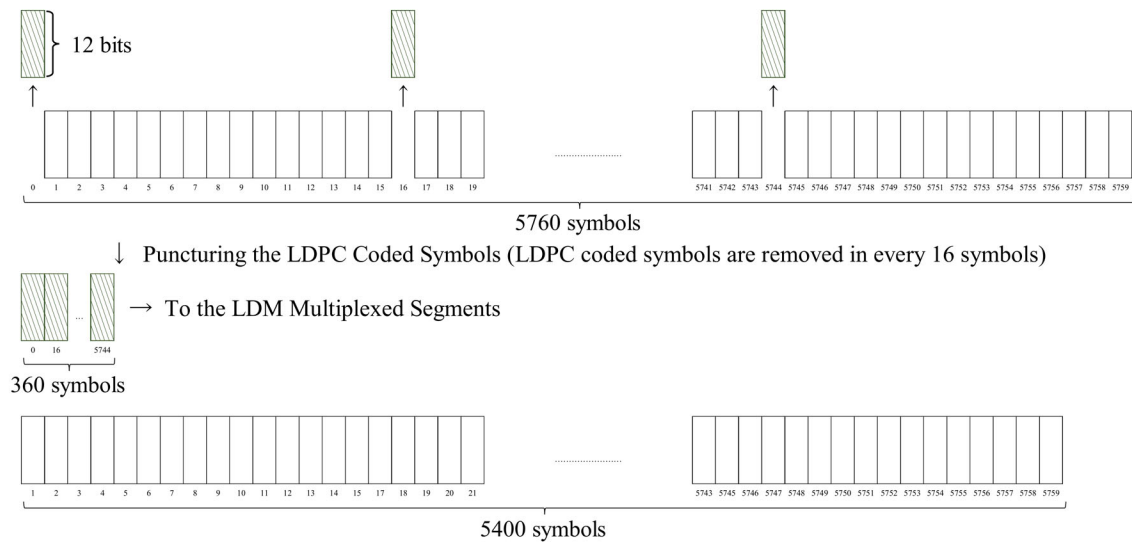 12 bits
0 1 2 3 4 5 6 7 8 9 10 11 12 13 14 15 16 17 18 19 5741 5742 5743 5744 5745 5746 5747 5748 5749 5750 5751 5752 5753 5754 5755 5756 5757 5758 5759
5760 symbols
Puncturing the LDPC Coded Symbols (LDPC coded symbols are removed in every 16 symbols)
To the LDM Multiplexed Segments
0 16 ... 5744
360 symbols
1 2 3 4 5 6 7 8 9 10 11 12 13 14 15 17 18 19 20 21 5743 5745 5746 5747 5748 5749 5750 5751 5752 5753 5754 5755 5756 5757 5758 5759
5400 symbols